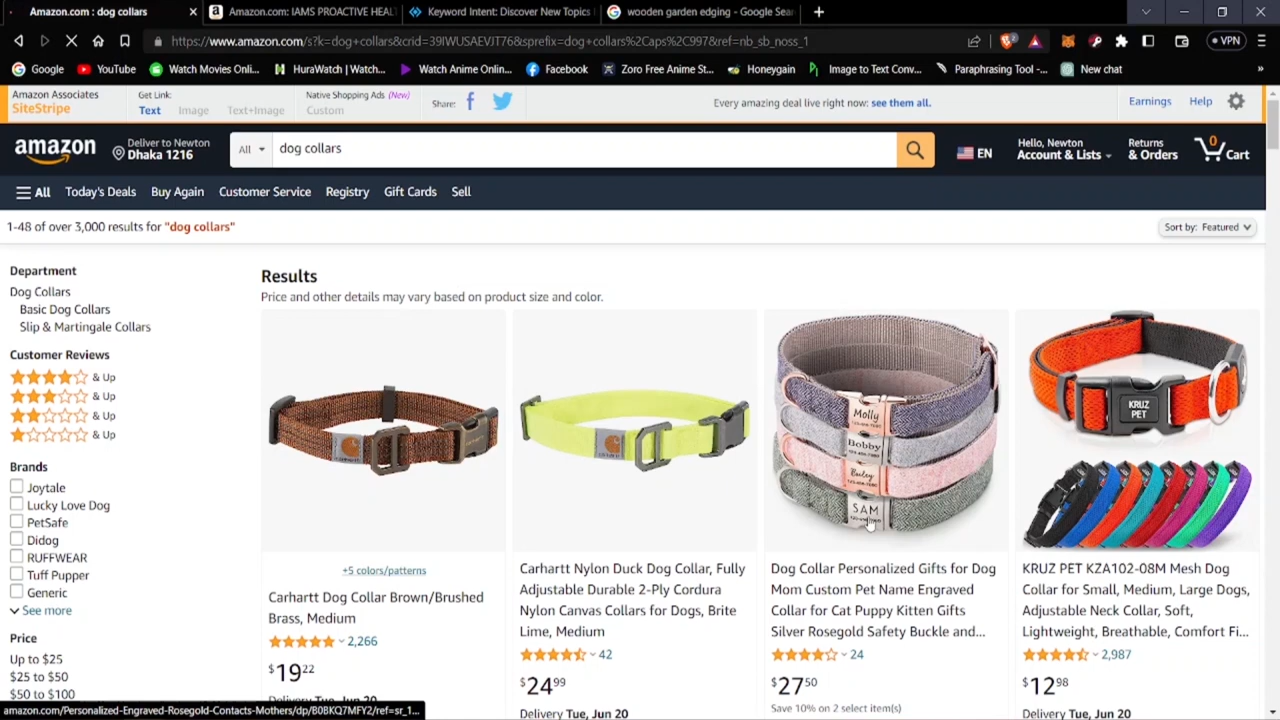 Amazon.com : dog collars
Amazon.com: IAMS PROACTIVE HEAL
Keyword Intent: Discover New Topics
wooden garden edging - Google Sear
https://www.amazon.com/s?k=dog+collars&crid=39IWUSAEVJT76&sprefix=dog+collars%2Caps%2C997&ref=nb_sb_noss_1
VPN
Google
YouTube
Watch Movies Onli...
HuraWatch | Watch...
Watch Anime Onlin...
Facebook
Zoro Free Anime St...
Honeygain
Image to Text Conv...
Paraphrasing Tool -...
New chat
Amazon Associates
SiteStripe
Get Link:
Text
Image
Text+Image
Native Shopping Ads (New)
Custom
Share:
Every amazing deal live right now: see them all.
Earnings
Help
amazon
Deliver to Newton
Dhaka 1216
All
dog collars
EN
Hello, Newton
Account & Lists
Returns
& Orders
0
Cart
All
Today's Deals
Buy Again
Customer Service
Registry
Gift Cards
Sell
1-48 of over 3,000 results for "dog collars"
Sort by: Featured
Department
Dog Collars
Basic Dog Collars
Slip & Martingale Collars
Customer Reviews
& Up
& Up
& Up
& Up
Brands
Joytale
Lucky Love Dog
PetSafe
Didog
RUFFWEAR
Tuff Pupper
Generic
See more
Price
Up to $25
$25 to $50
$50 to $100
Results
Price and other details may vary based on product size and color.
+5 colors/patterns
Carhartt Dog Collar Brown/Brushed
Brass, Medium
2,266
$19 22
Delivery Tue, Jun 20
Carhartt Nylon Duck Dog Collar, Fully
Adjustable Durable 2-Ply Cordura
Nylon Canvas Collars for Dogs, Brite
Lime, Medium
42
$24 99
Delivery Tue, Jun 20
Molly
Bobby
Bailey
SAM
Dog Collar Personalized Gifts for Dog
Mom Custom Pet Name Engraved
Collar for Cat Puppy Kitten Gifts
Silver Rosegold Safety Buckle and...
24
$27 50
Save 10% on 2 select item(s)
KRUZ
PET
KRUZ PET KZA102-08M Mesh Dog
Collar for Small, Medium, Large Dogs,
Adjustable Neck Collar, Soft,
Lightweight, Breathable, Comfort Fi...
2,987
$12 98
Delivery Tue, Jun 20
amazon.com/Personalized-Engraved-Rosegold-Contacts-Mothers/dp/B0BKQ7MFY2/ref=sr_1...